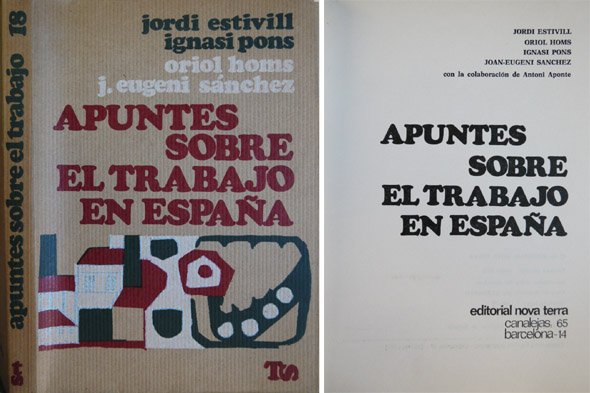 apuntes sobre el trabajo 18
jordi estivill
ignasi pons
oriol homs
j. eugeni sánchez
APUNTES
SOBRE
EL TRABAJO
EN ESPAÑA
JORDI ESTIVILL
ORIOL HOMS
IGNASI PONS
JOAN-EUGENI SANCHEZ
con la colaboración de Antoni Aponte
APUNTES
SOBRE
EL TRABAJO
EN ESPAÑA
editorial nova terra
canalejas, 65
barcelona-14